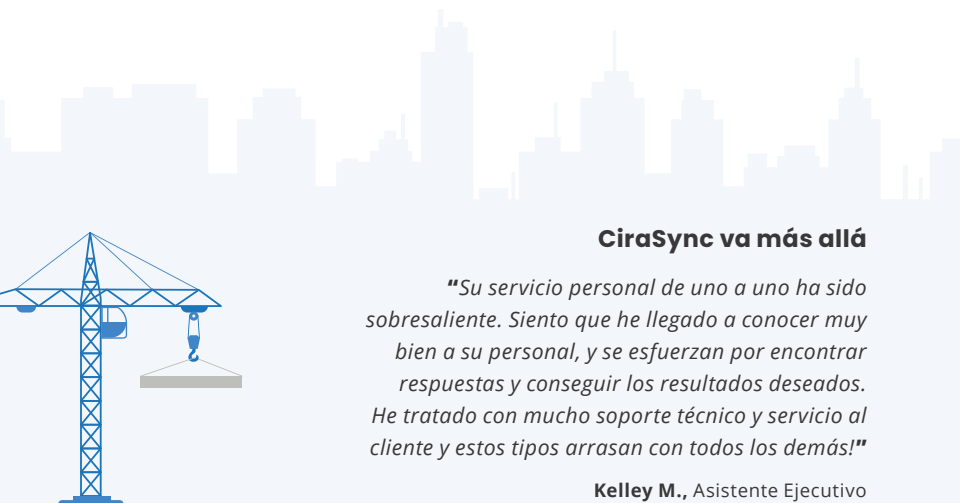 CiraSync va más allá
“Su servicio personal de uno a uno ha sido
sobresaliente. Siento que he llegado a conocer muy
bien a su personal, y se esfuerzan por encontrar
respuestas y conseguir los resultados deseados.
He tratado con mucho soporte técnico y servicio al
cliente y estos tipos arrasan con todos los demás!”
Kelley M., Asistente Ejecutivo